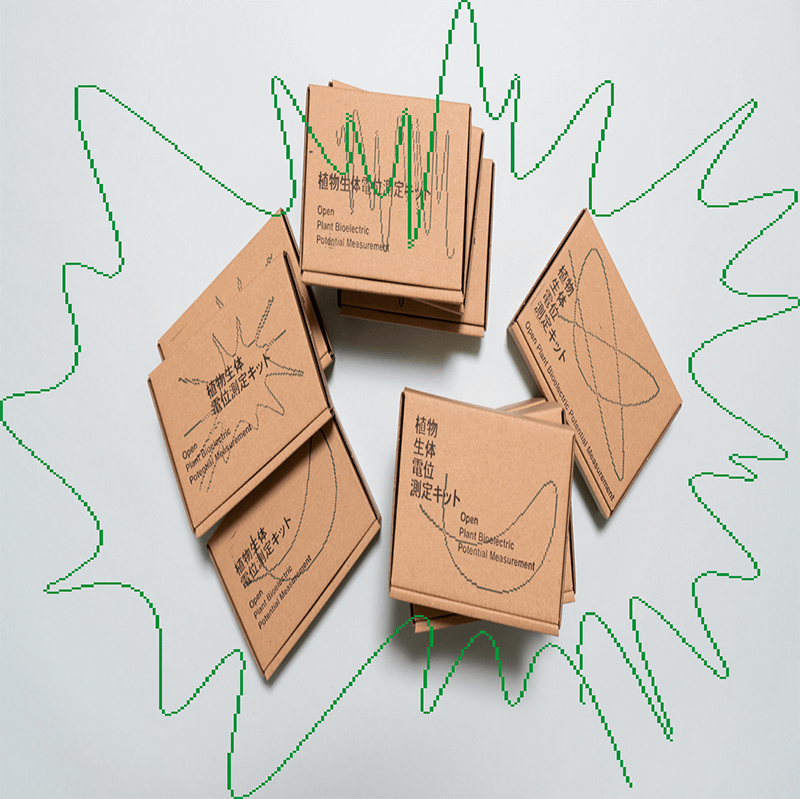 植物生体電位測定キット
Open
Plant Bioelectric
Potential Measurement
植物生体
電位測定キット
Open
Plant Bioelectric
Potential Measurement
植物
生体
電位
測定キット
Open Plant Bioelectric Potential Measurement
植物
生体
電位
測定キット
Open
Plant Bioelectric
Potential Measurement
植物生体
電位測定キット
Open
Plant Bioelectric
Potential Measurement